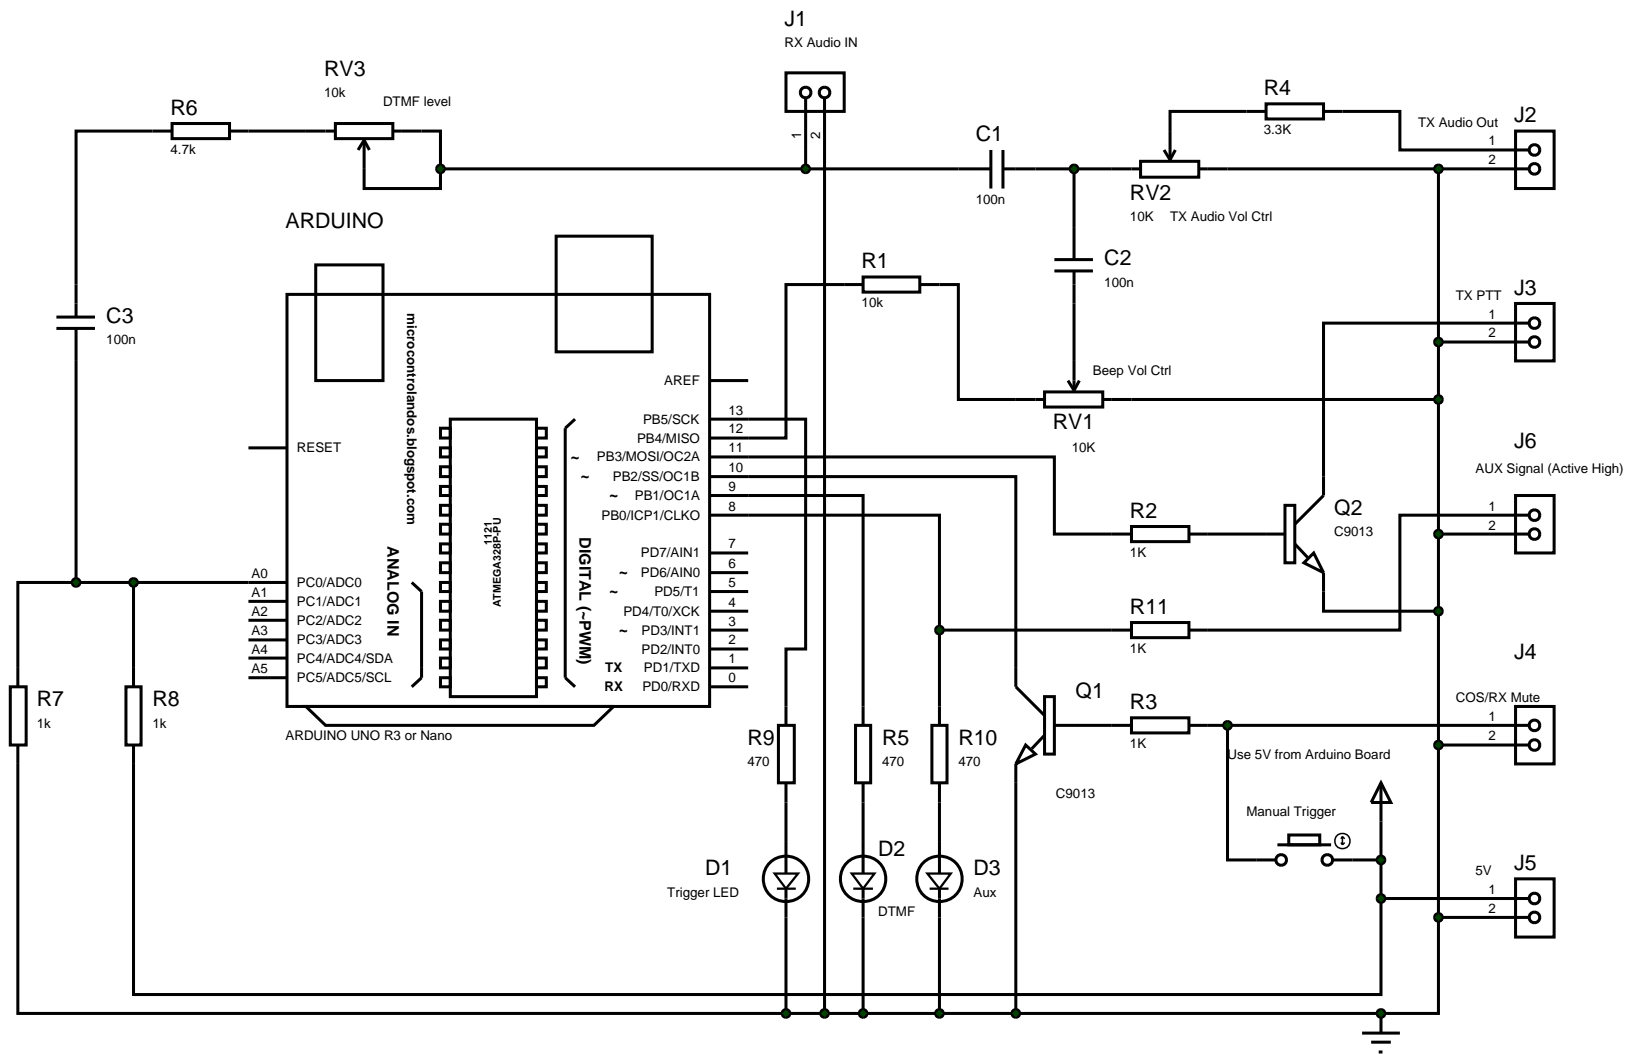 J1
RX Audio IN
1
2
RV3
10k
DTMF level
R6
4.7k
C1
100n
R4
3.3K
TX Audio Out
J2
1
2
RV2
10K
TX Audio Vol Ctrl
ARDUINO
C2
100n
R1
10k
TX PTT
J3
1
2
C3
100n
Beep Vol Ctrl
RV1
10K
microcontrolandos.blogspot.com
RESET
AREF
PB5/SCK
13
PB4/MISO
12
~ PB3/MOSI/OC2A
11
~ PB2/SS/OC1B
10
~ PB1/OC1A
9
PB0/ICP1/CLKO
8
PD7/AIN1
7
~ PD6/AIN0
6
~ PD5/T1
5
PD4/T0/XCK
4
~ PD3/INT1
3
PD2/INT0
2
TX PD1/TXD
1
RX PD0/RXD
0
1121
ATMEGA328P-PU
DIGITAL (~PWM)
ANALOG IN
A0
PC0/ADC0
A1
PC1/ADC1
A2
PC2/ADC2
A3
PC3/ADC3
A4
PC4/ADC4/SDA
A5
PC5/ADC5/SCL
ARDUINO UNO R3 or Nano
J6
AUX Signal (Active High)
1
2
R2
1K
Q2
C9013
R11
1K
J4
COS/RX Mute
1
2
Q1
C9013
R3
1K
R7
1k
R8
1k
R9
470
R5
470
R10
470
Use 5V from Arduino Board
Manual Trigger
D1
Trigger LED
D2
DTMF
D3
Aux
5V
J5
1
2